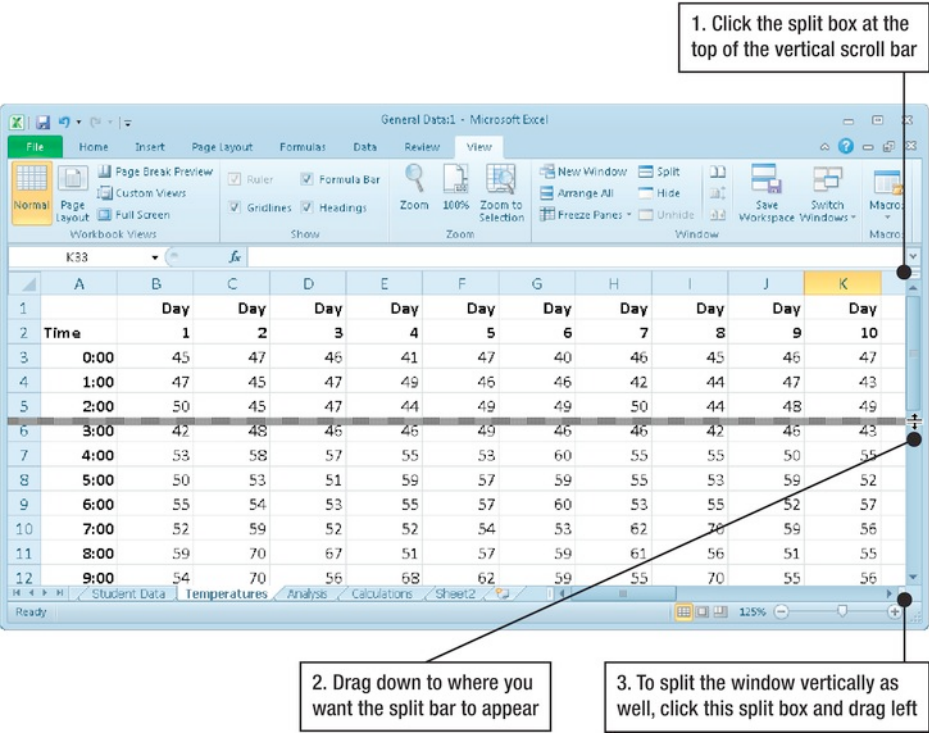 1. Click the split box at the
top of the vertical scroll bar
General Data:1 - Microsoft Excel
File Home Insert Page Layout Formulas Data Review View
Normal Page Layout Page Break Preview Custom Views Full Screen
Workbook Views
Ruler Formula Bar
Gridlines Headings
Show
Zoom 100% Zoom to Selection
Zoom
New Window Split
Arrange All Hide
Freeze Panes Unhide
Save Workspace Switch Windows
Window
Macros
Macros
K33 fx
A B C D E F G H I J K
1 Day Day Day Day Day Day Day Day Day Day
2 Time 1 2 3 4 5 6 7 8 9 10
3 0:00 45 47 46 41 47 40 46 45 46 47
4 1:00 47 45 47 49 46 46 42 44 47 43
5 2:00 50 45 47 44 49 49 50 44 48 49
6 3:00 42 48 46 46 49 46 46 42 46 43
7 4:00 53 58 57 55 53 60 55 55 50 55
8 5:00 50 53 51 59 57 59 55 53 59 52
9 6:00 55 54 53 55 57 60 53 55 52 57
10 7:00 52 59 52 52 54 53 62 70 59 56
11 8:00 59 70 67 51 57 59 61 56 51 55
12 9:00 54 70 56 68 62 59 55 70 55 56
Student Data Temperatures Analysis Calculations Sheet2
Ready 125%
2. Drag down to where you
want the split bar to appear
3. To split the window vertically as
well, click this split box and drag left